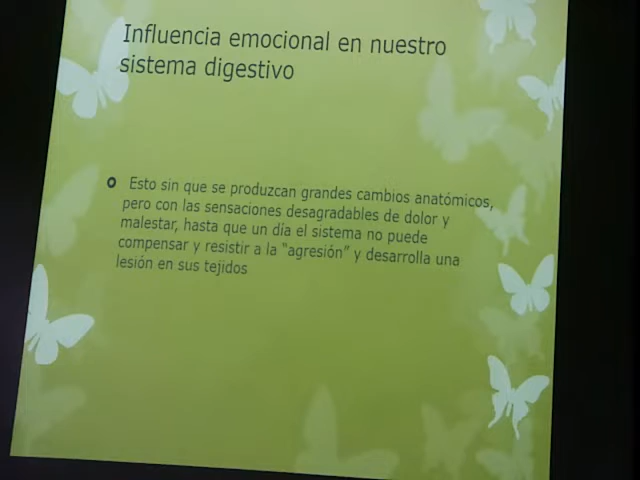 Influencia emocional en nuestro
sistema digestivo
Esto sin que se produzcan grandes cambios anatómicos,
pero con las sensaciones desagradables de dolor y
malestar, hasta que un día el sistema no puede
compensar y resistir a la "agresión" y desarrolla una
lesión en sus tejidos